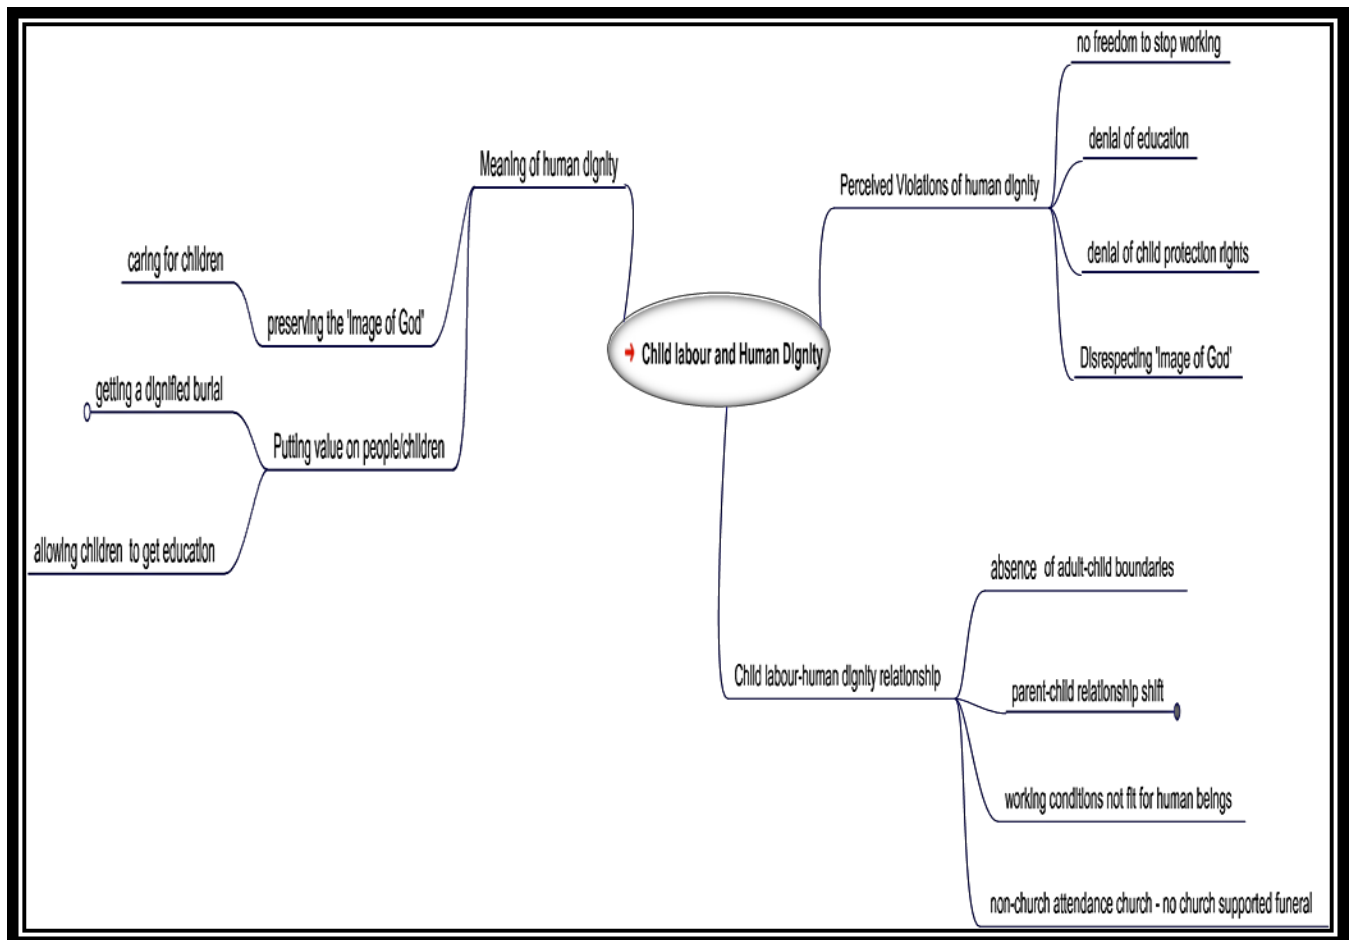 no freedom to stop working
denial of education
Meaning of human dignity
Perceived Violations of human dignity
caring for children
denial of child protection rights
preserving the 'image of God'
Child labour and Human Dignity
Disrespecting 'image of God'
getting a dignified burial
Putting value on people/children
allowing children to get education
absence of adult-child boundaries
Child labour-human dignity relationship
parent-child relationship shift
working conditions not fit for human beings
non-church attendance church - no church supported funeral